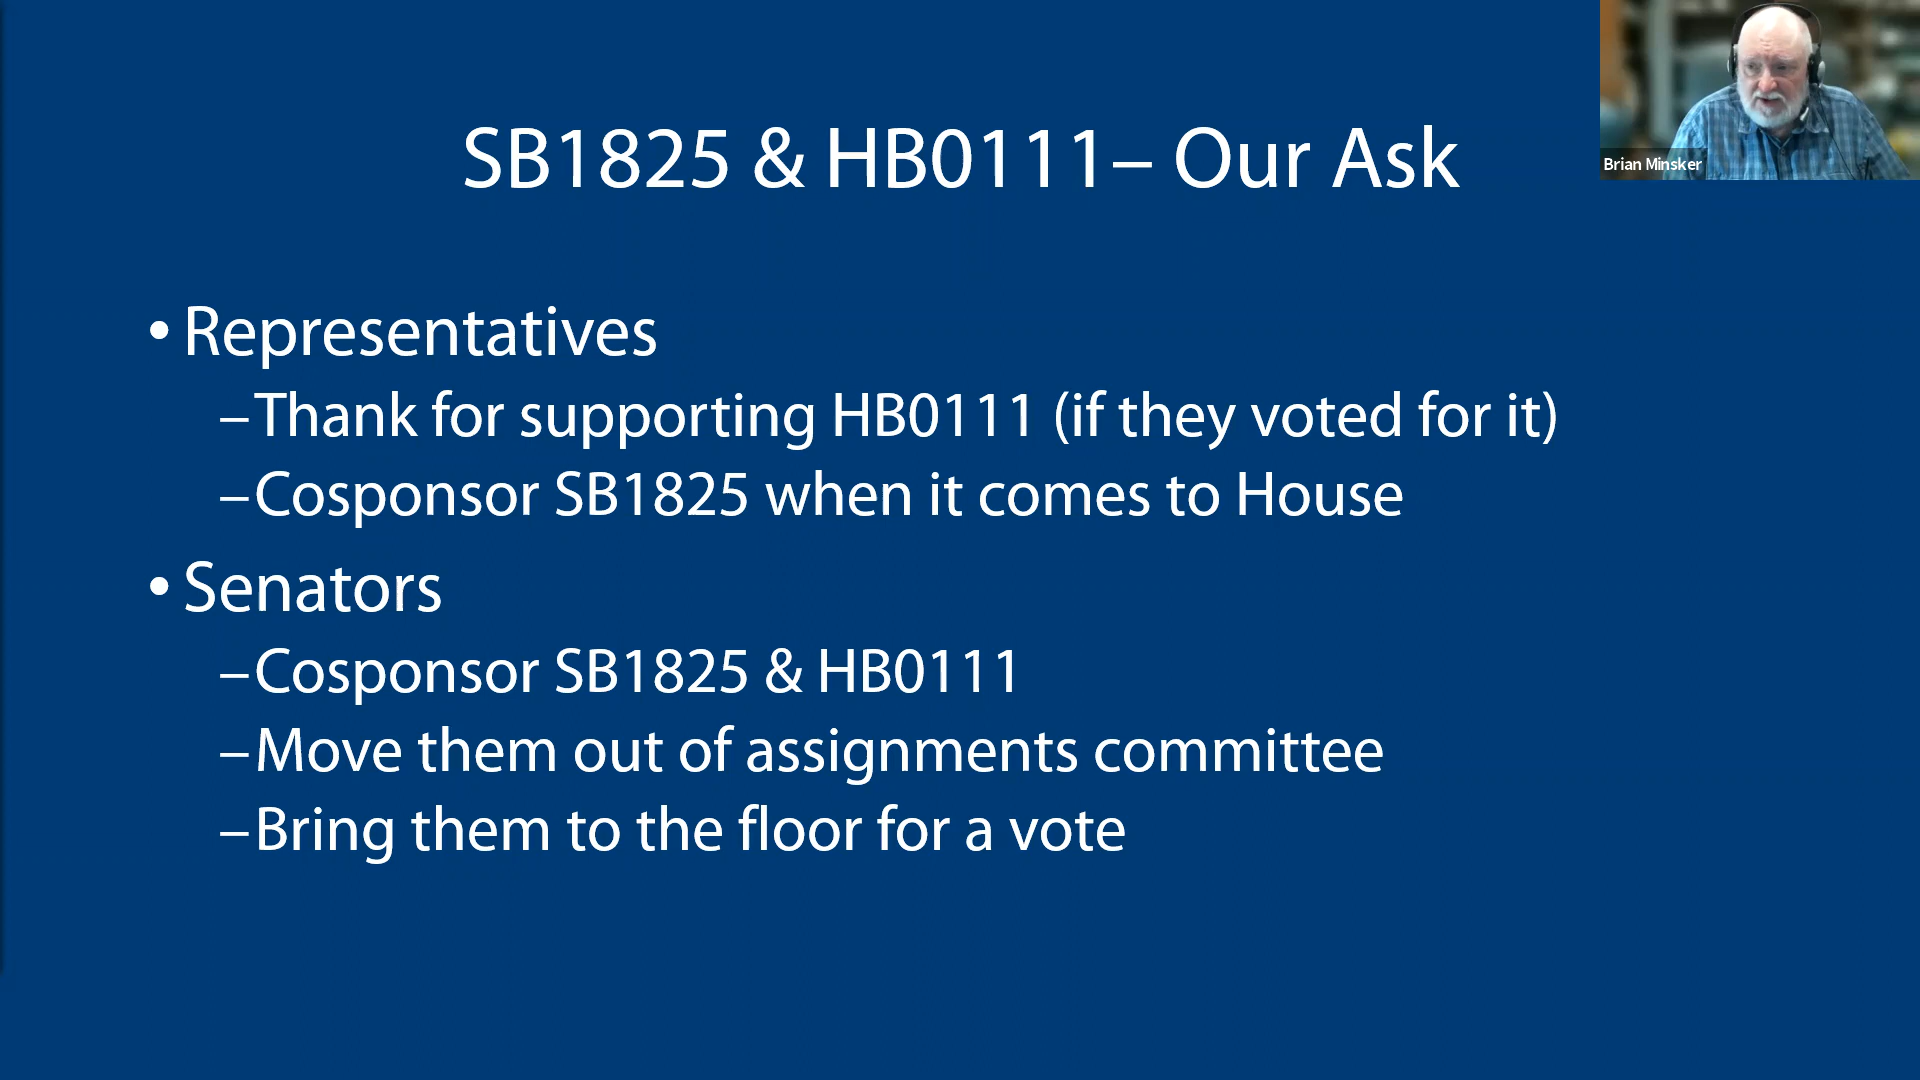 SB1825 & HB0111– Our Ask
Brian Minsker
• Representatives
–Thank for supporting HB0111 (if they voted for it)
–Cosponsor SB1825 when it comes to House
• Senators
–Cosponsor SB1825 & HB0111
–Move them out of assignments committee
–Bring them to the floor for a vote